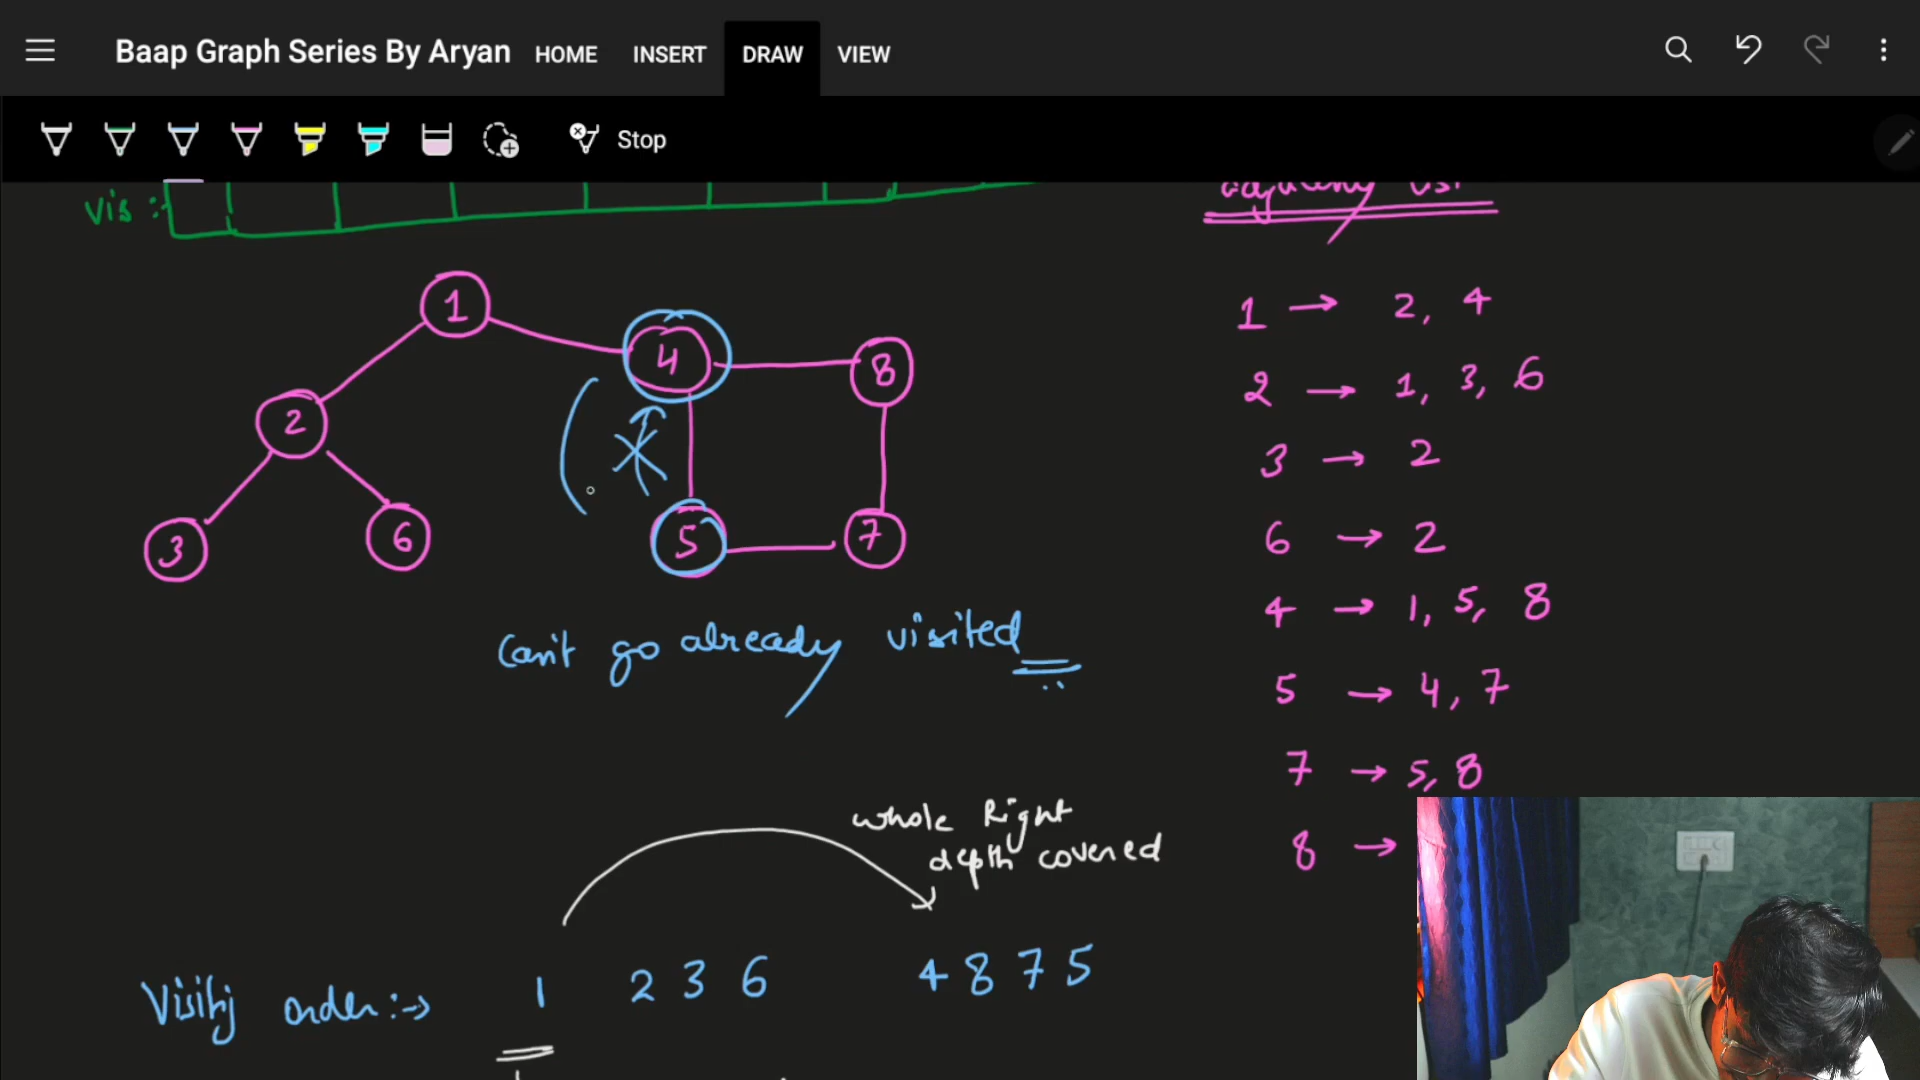 Baap Graph Series By Aryan HOME INSERT DRAW VIEW
Stop
vis :-
1
4
8
2
3
6
5
7
1 → 2, 4
2 → 1, 3, 6
3 → 2
6 → 2
4 → 1, 5, 8
5 → 4, 7
7 → 5, 8
8 →
Can't go already visited
whole Right
depth covered
order:→ 1 2 3 6 4 8 7 5